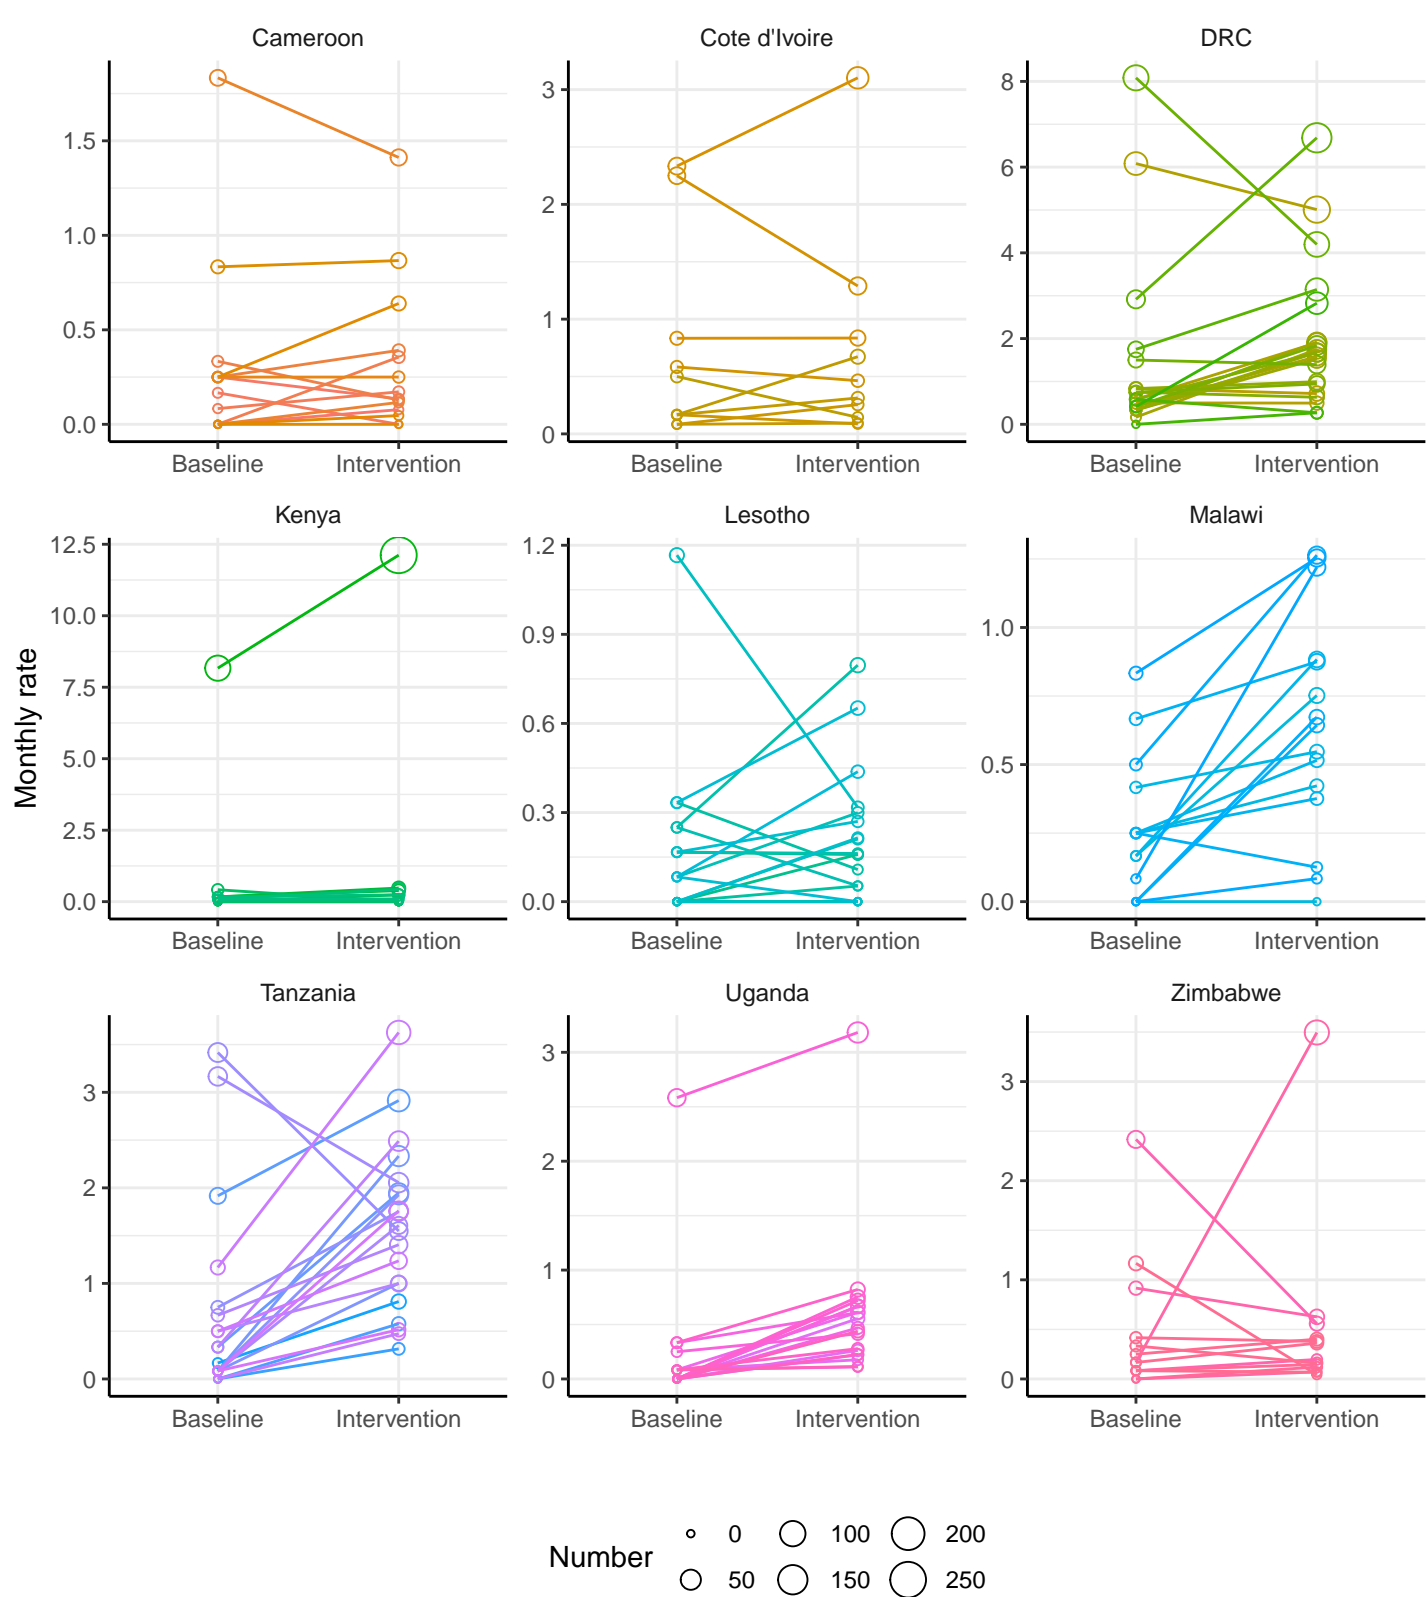 Cameroon
Cote d'Ivoire
DRC
1.5
1.0
0.5
0.0
3
2
1
0
8
6
4
2
0
Baseline Intervention
Baseline Intervention
Baseline Intervention
Kenya
Lesotho
Malawi
Monthly rate
12.5
10.0
7.5
5.0
2.5
0.0
1.2
0.9
0.6
0.3
0.0
1.0
0.5
0.0
Baseline Intervention
Baseline Intervention
Baseline Intervention
Tanzania
Uganda
Zimbabwe
3
2
1
0
3
2
1
0
3
2
1
0
Baseline Intervention
Baseline Intervention
Baseline Intervention
Number
0 100 200
50 150 250